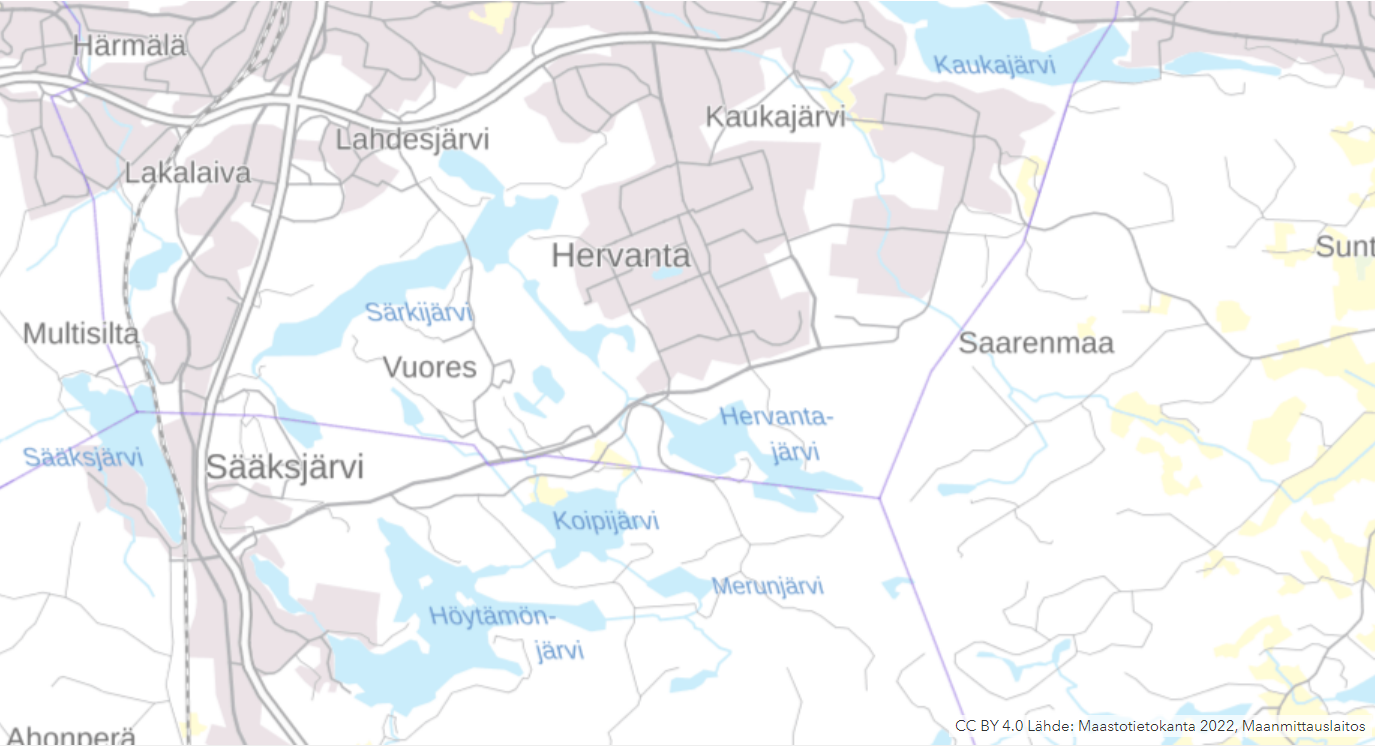 Härmälä
Kaukajärvi
Kaukajärvi
Lahdesjärvi
Lakalaiva
Hervanta
Sunt
Särkijärvi
Multisilta
Saarenmaa
Vuores
Hervanta-
järvi
Sääksjärvi
Sääksjärvi
Koipijärvi
Merunjärvi
Höytämön-
järvi
CC BY 4.0 Lähde: Maastotietokanta 2022, Maanmittauslaitos
Ahonperä